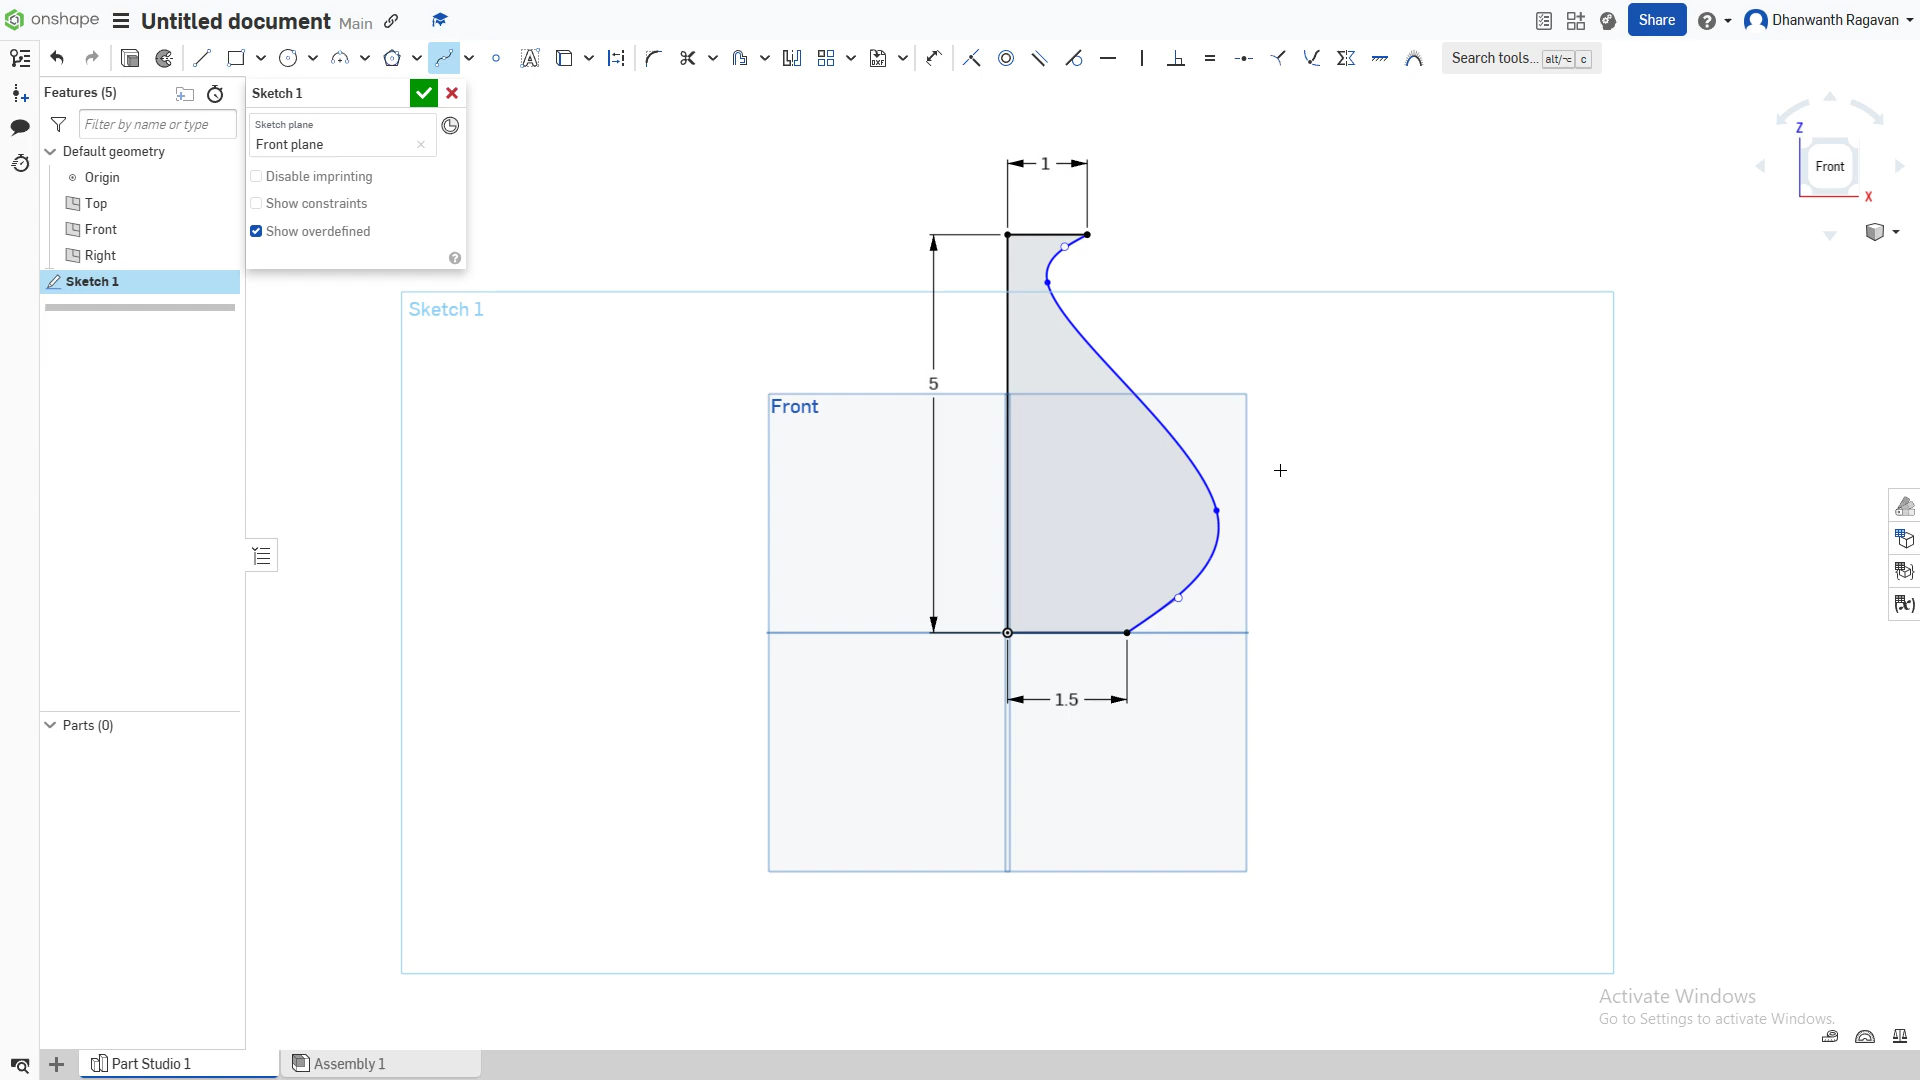 onshape Untitled document Main Share Dhanwanth Ragavan
Search tools... alt/⌥ c
Features (5)
Filter by name or type
Default geometry
Origin
Top
Front
Right
Sketch 1
Parts (0)
Sketch 1
Sketch plane
Front plane
Disable imprinting
Show constraints
Show overdefined
Z
Front
X
1
Sketch 1
5
Front
1.5
Activate Windows
Go to Settings to activate Windows.
Part Studio 1 Assembly 1